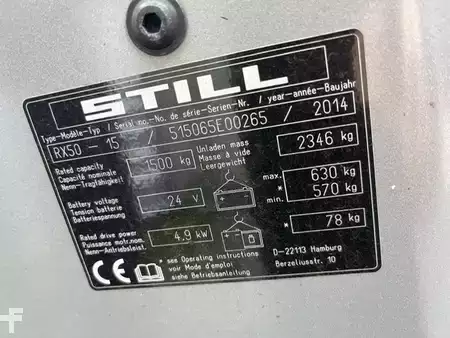 STILL
Type-Modèle-Typ / Serial no.-No. de série-Serien-Nr. / year-année-Baujahr
RX50 - 15 / 515065E00265 / 2014
Rated capacity
Capacité nominale
Nenn-Tragfähigkeit
1500 kg
Unladen mass
Masse à vide
Leergewicht
2346 kg
Battery voltage
Tension batterie
Batteriespannung
24 V
max. 630 kg
*
min. 570 kg
Rated drive power
Puissance motr.nom.
Nenn-Antriebsleist.
4.9 kW
* 78 kg
CE
* see Operating instructions
voir Mode d'emploi
siehe Betriebsanleitung
D-22113 Hamburg
Berzeliusstr. 10
F